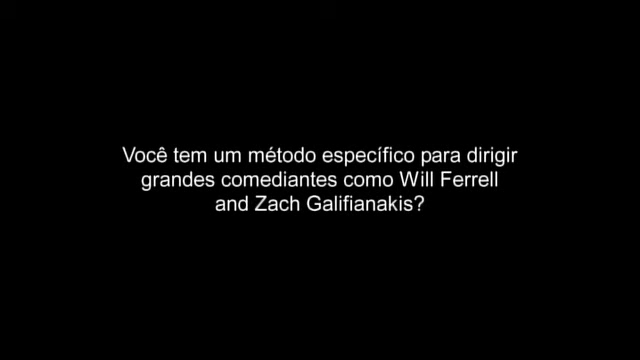 Você tem um método específico para dirigir
grandes comediantes como Will Ferrell
and Zach Galifianakis?